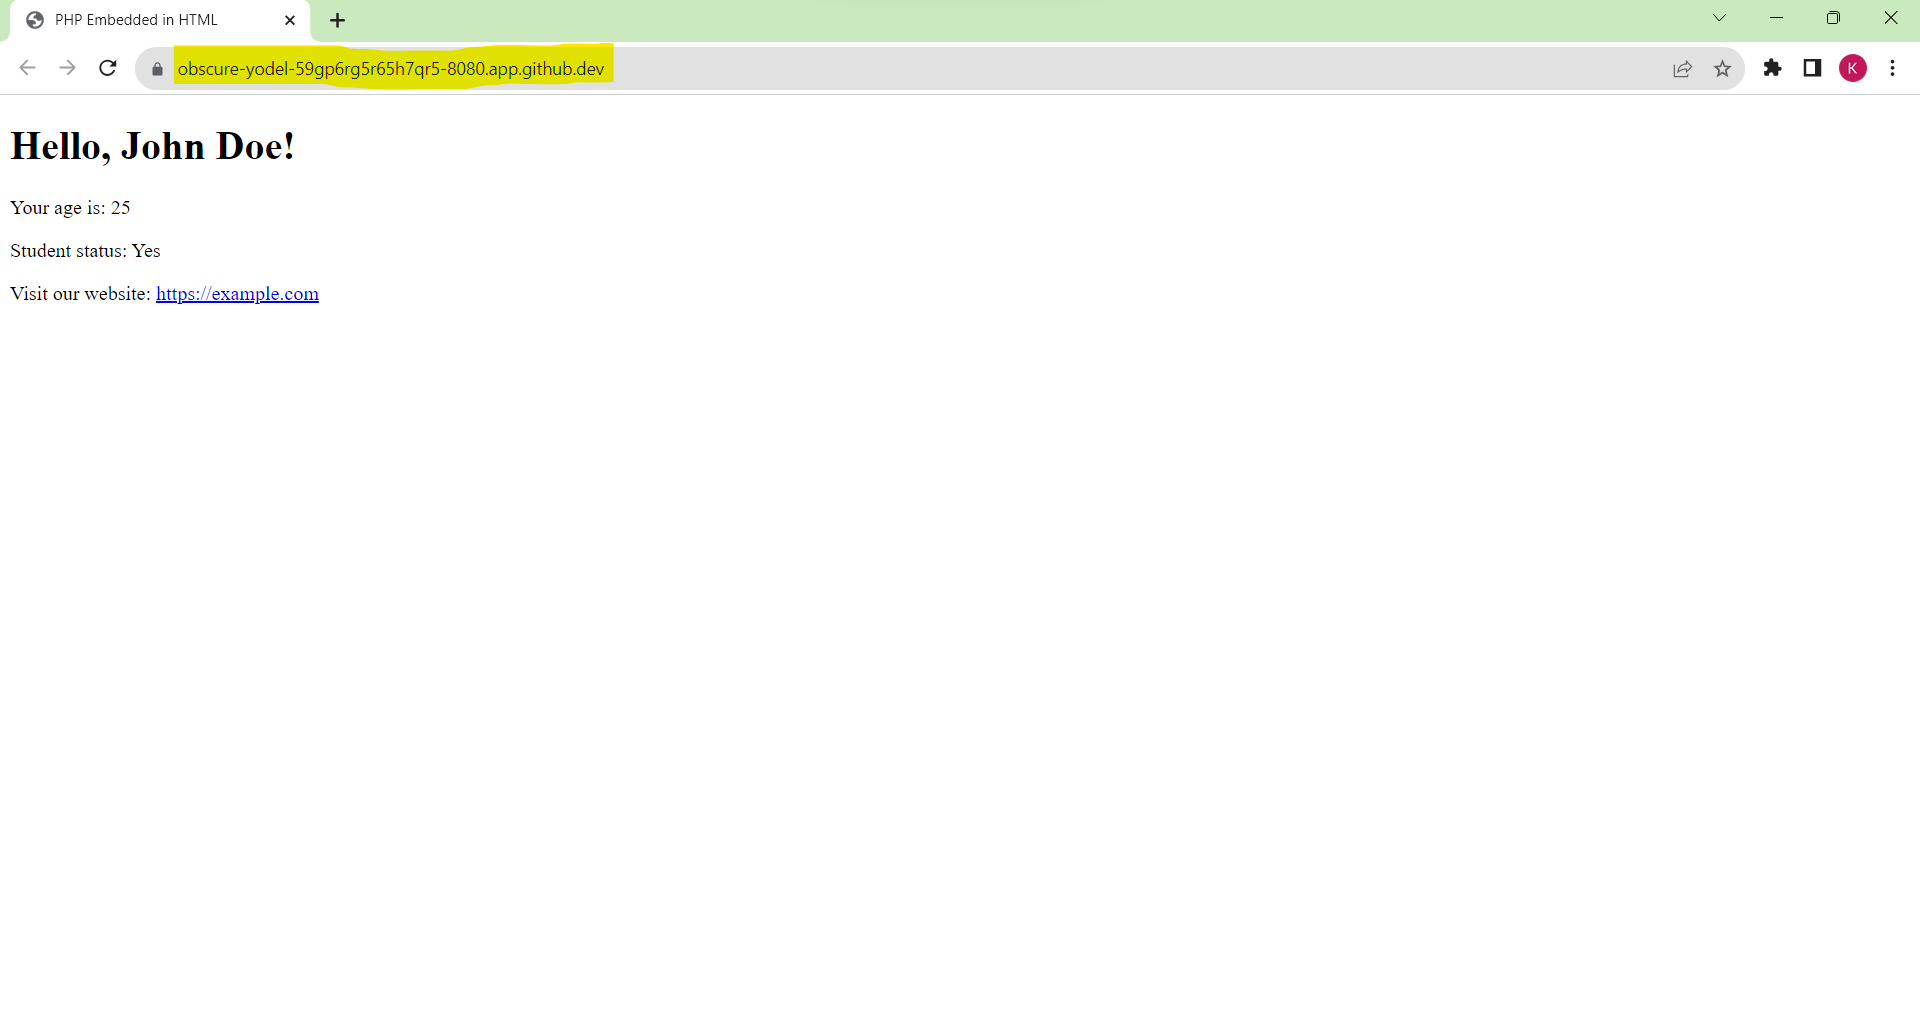 PHP Embedded in HTML
obscure-yodel-59gp6rg5r65h7qr5-8080.app.github.dev
K
Hello, John Doe!
Your age is: 25
Student status: Yes
Visit our website: https://example.com